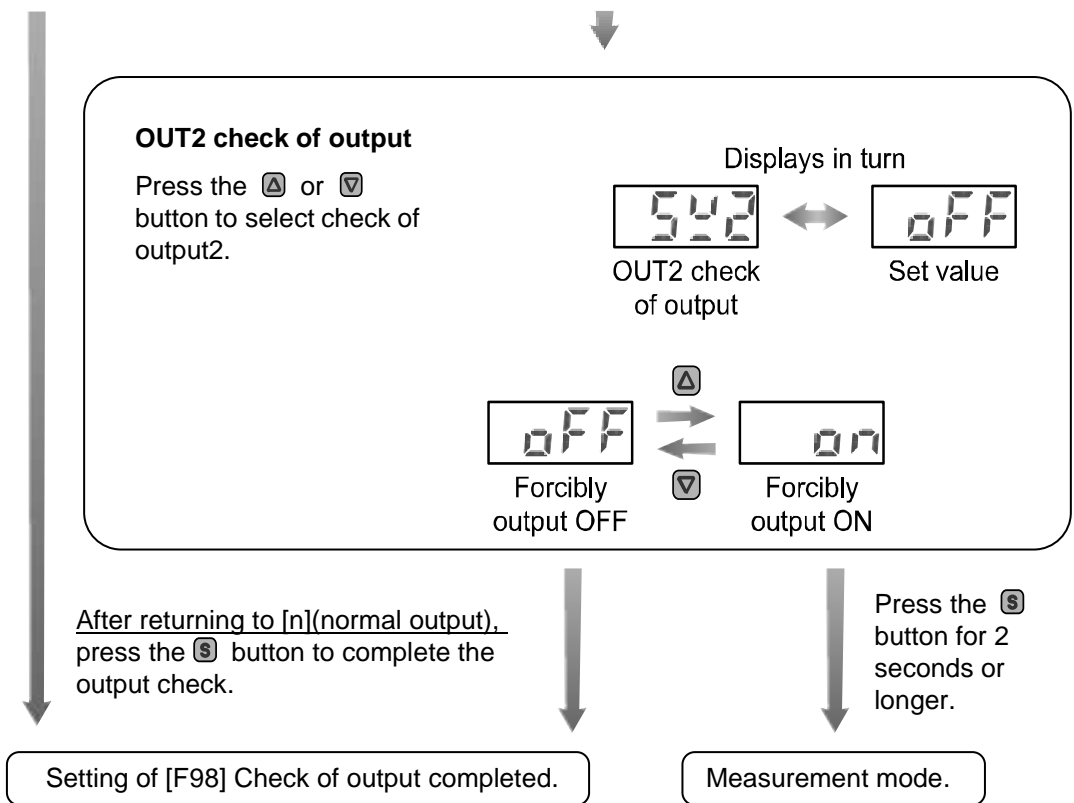 OUT2 check of output
Press the △ or ▽
button to select check of
output2.
Displays in turn
Sy2
oFF
OUT2 check
of output
Set value
△
oFF
on
▽
Forcibly
output OFF
Forcibly
output ON
After returning to [n](normal output),
press the S button to complete the
output check.
Press the S
button for 2
seconds or
longer.
Setting of [F98] Check of output completed.
Measurement mode.